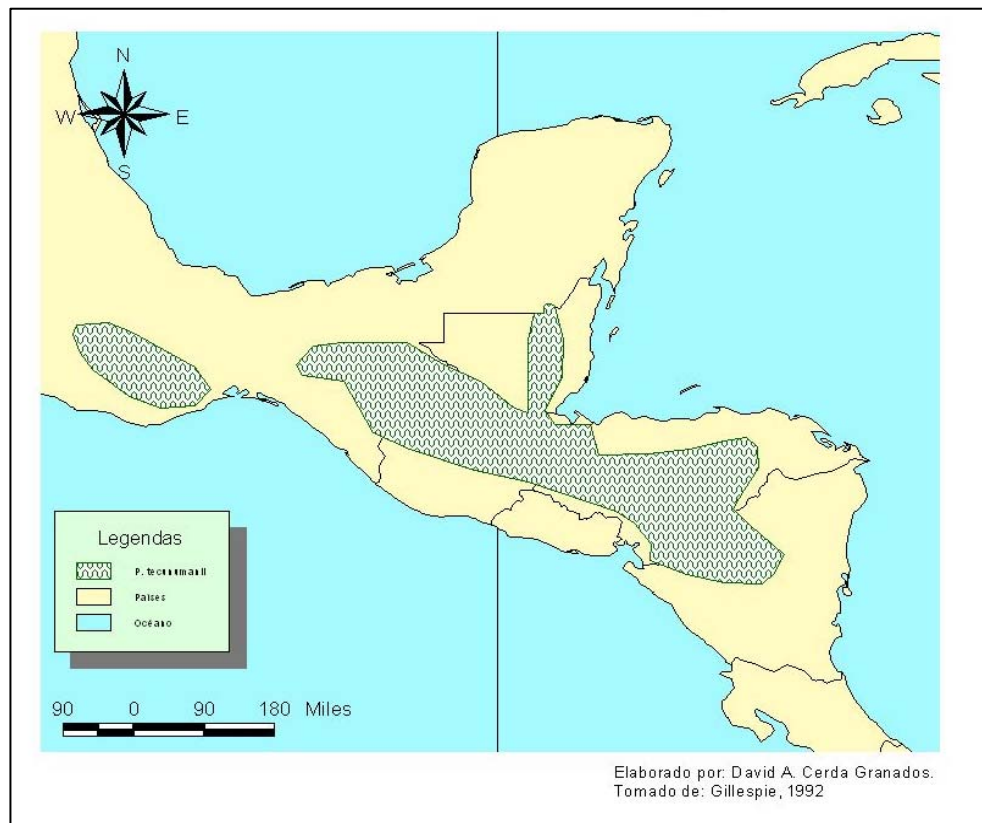 N
W E
S
Legendas
P. tecunumanii
Países
Océano
90 0 90 180 Miles
Elaborado por: David A. Cerda Granados.
Tomado de: Gillespie, 1992